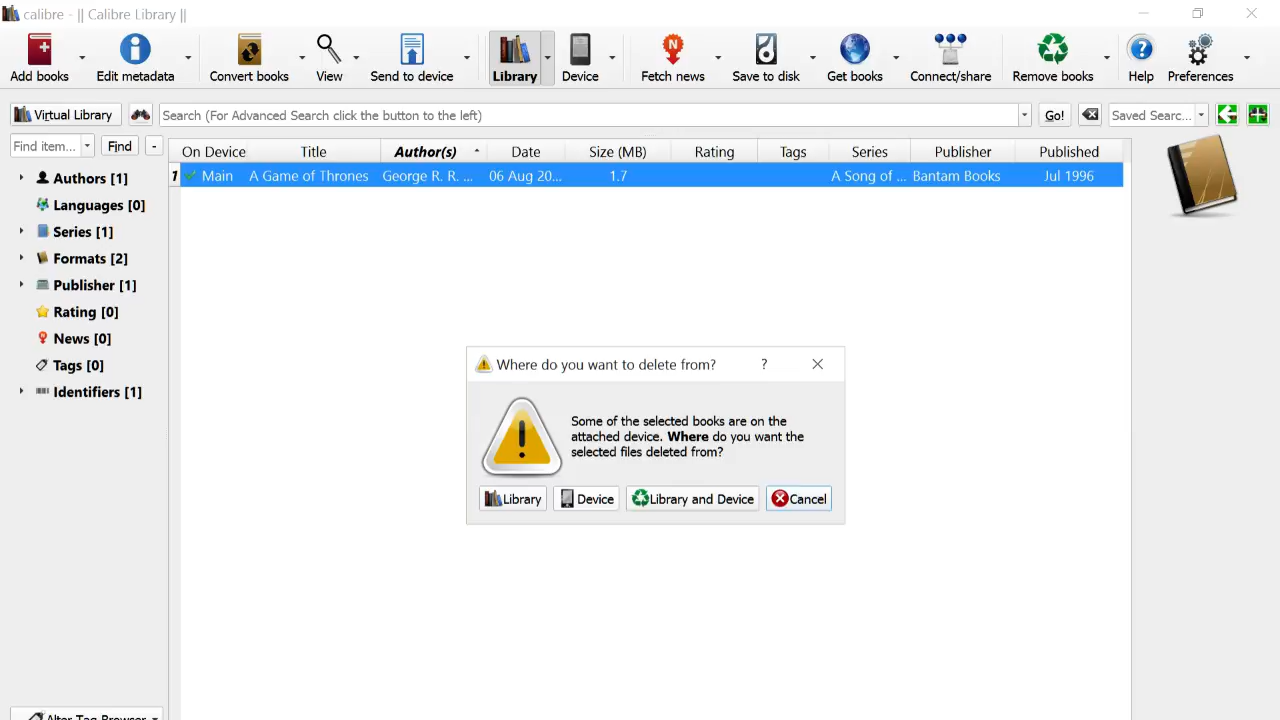 calibre - || Calibre Library ||
Add books Edit metadata Convert books View Send to device Library Device Fetch news Save to disk Get books Connect/share Remove books Help Preferences
Virtual Library Search (For Advanced Search click the button to the left) Go! Saved Searc...
Find item... Find -
On Device Title Author(s) Date Size (MB) Rating Tags Series Publisher Published
1 Main A Game of Thrones George R. R. ... 06 Aug 20... 1.7 A Song of ... Bantam Books Jul 1996
Authors [1]
Languages [0]
Series [1]
Formats [2]
Publisher [1]
Rating [0]
News [0]
Tags [0]
Identifiers [1]
Where do you want to delete from? ?
Some of the selected books are on the
attached device. Where do you want the
selected files deleted from?
Library Device Library and Device Cancel
Alter Tag Browser